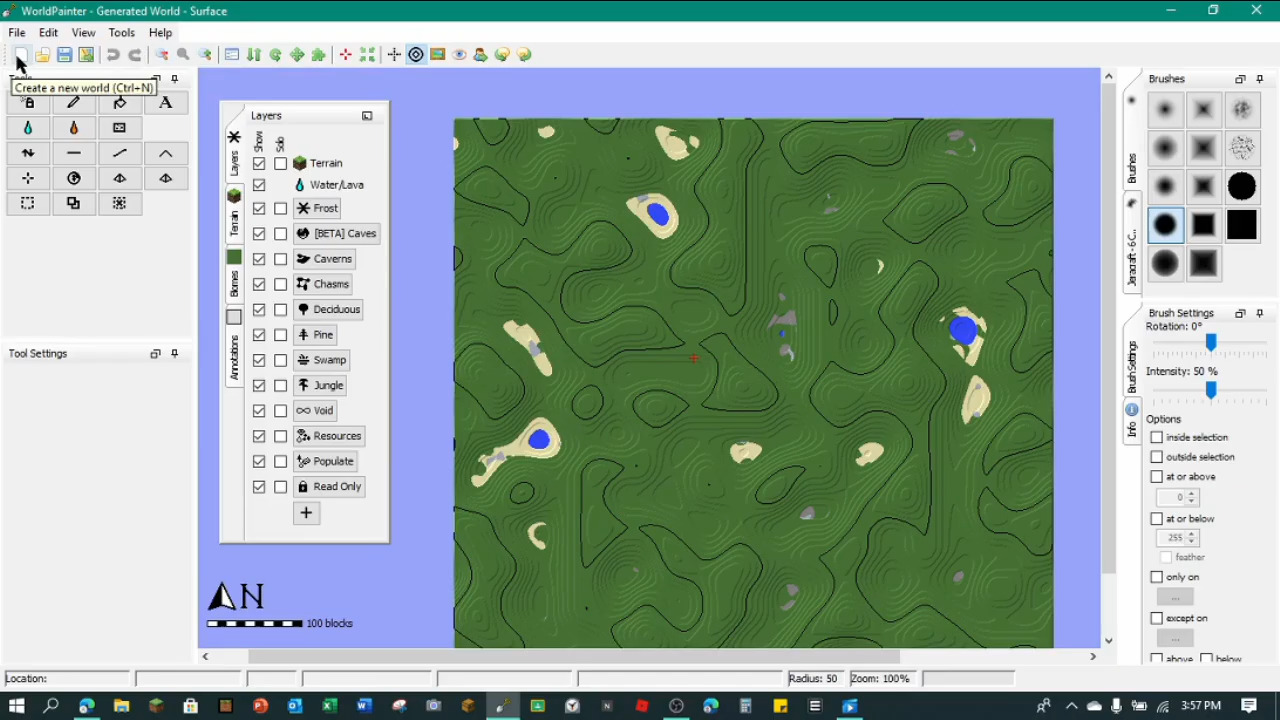 WorldPainter - Generated World - Surface
File Edit View Tools Help
Create a new world (Ctrl+N)
Layers
Show
Layers
Terrain
Water/Lava
Frost
[BETA] Caves
Caverns
Chasms
Deciduous
Pine
Swamp
Jungle
Void
Resources
Populate
Read Only
+
Layers
Terrain
Biomes
Annotations
Tool Settings
N
100 blocks
Brushes
Brushes
Jeracraft - 6 C...
Brush Settings
Rotation: 0°
Intensity: 50 %
Brush Settings
Info
Options
inside selection
outside selection
at or above
0
at or below
255
feather
only on
...
except on
...
above below
Location:
Radius: 50
Zoom: 100%
3:57 PM